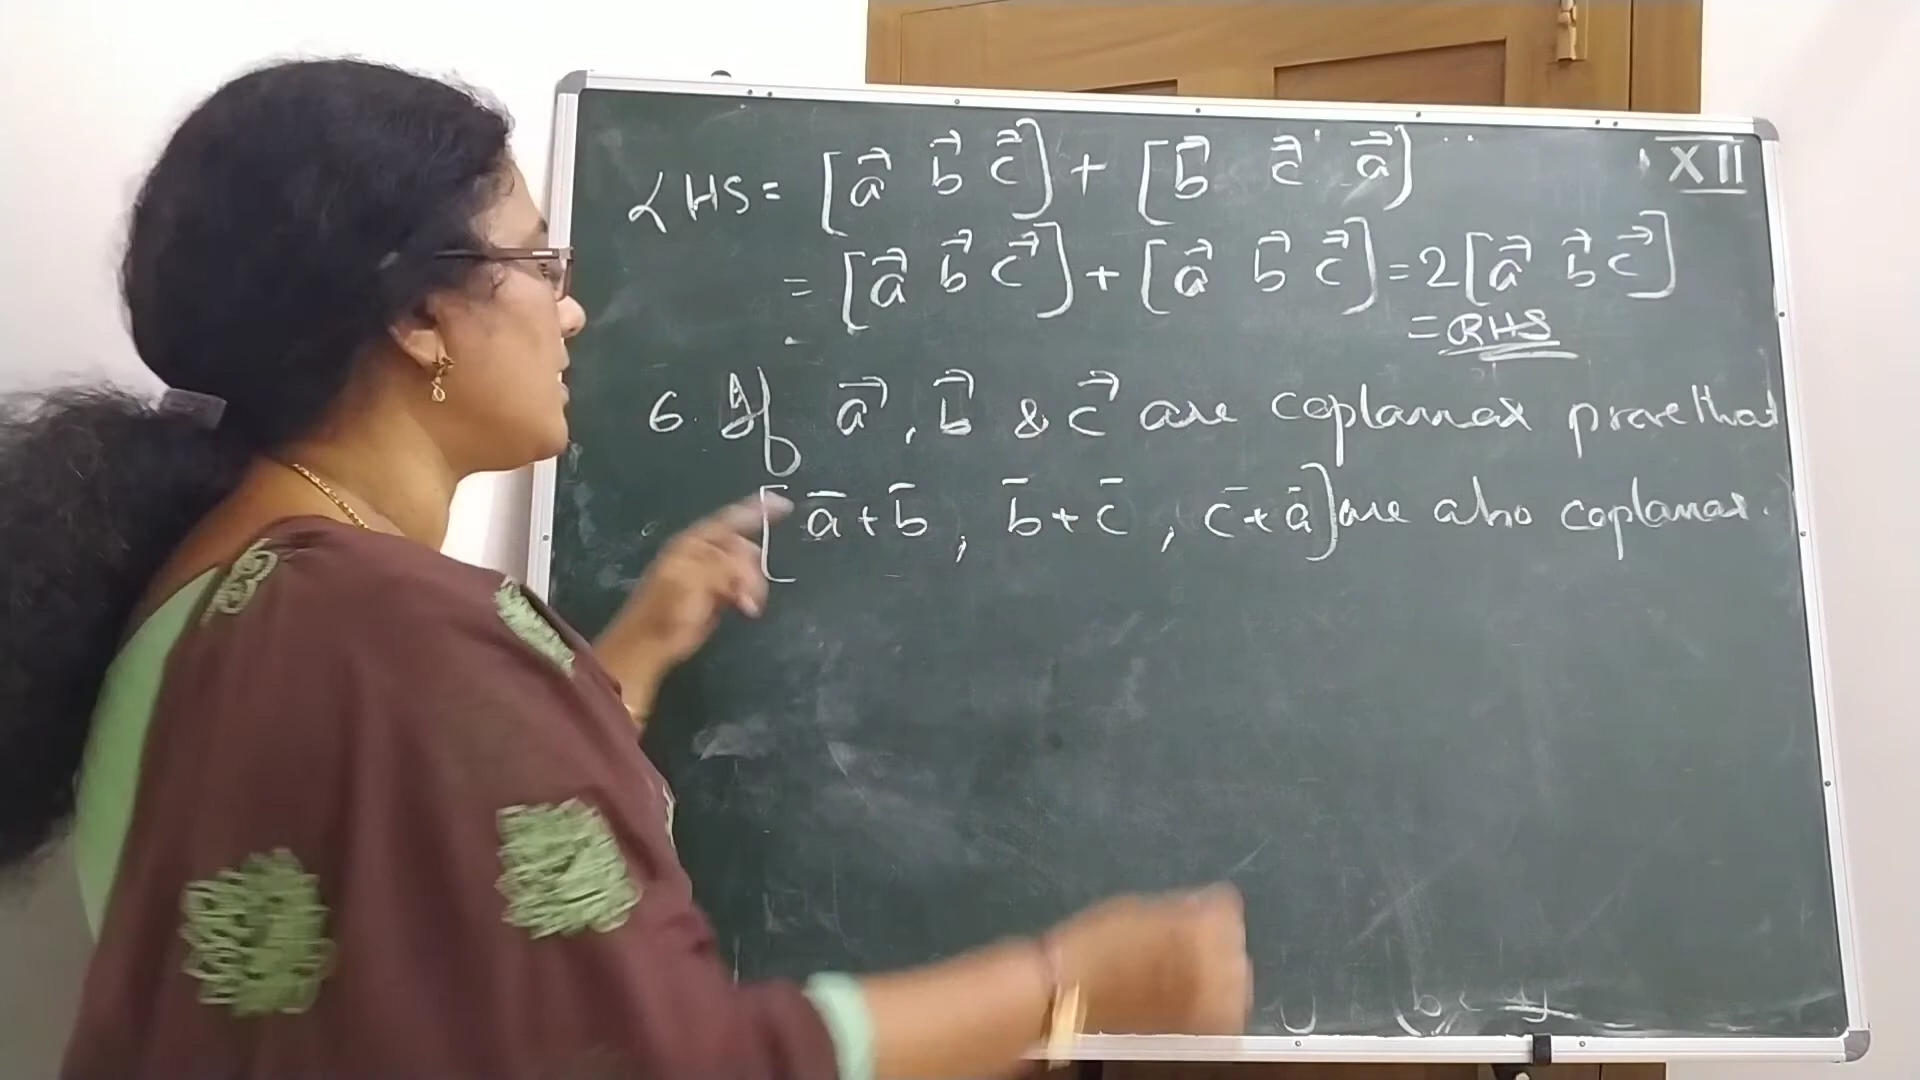 XII
LHS = [a⃗ b⃗ c⃗] + [b⃗ c⃗ a⃗]
= [a⃗ b⃗ c⃗] + [a⃗ b⃗ c⃗] = 2[a⃗ b⃗ c⃗]
= RHS
6. If a⃗, b⃗ & c⃗ are coplanar prove that
[a̅+b̅, b̅+c̅, c̅+a̅] are also coplanar.